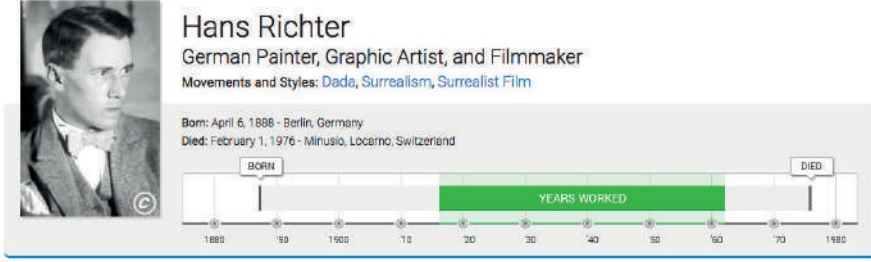 Hans Richter
German Painter, Graphic Artist, and Filmmaker
Movements and Styles: Dada, Surrealism, Surrealist Film
Born: April 6, 1888 - Berlin, Germany
Died: February 1, 1976 - Minusio, Locarno, Switzerland
BORN DIED
YEARS WORKED
©
1880 '90 1900 '10 '20 '30 '40 '50 '60 '70 1980